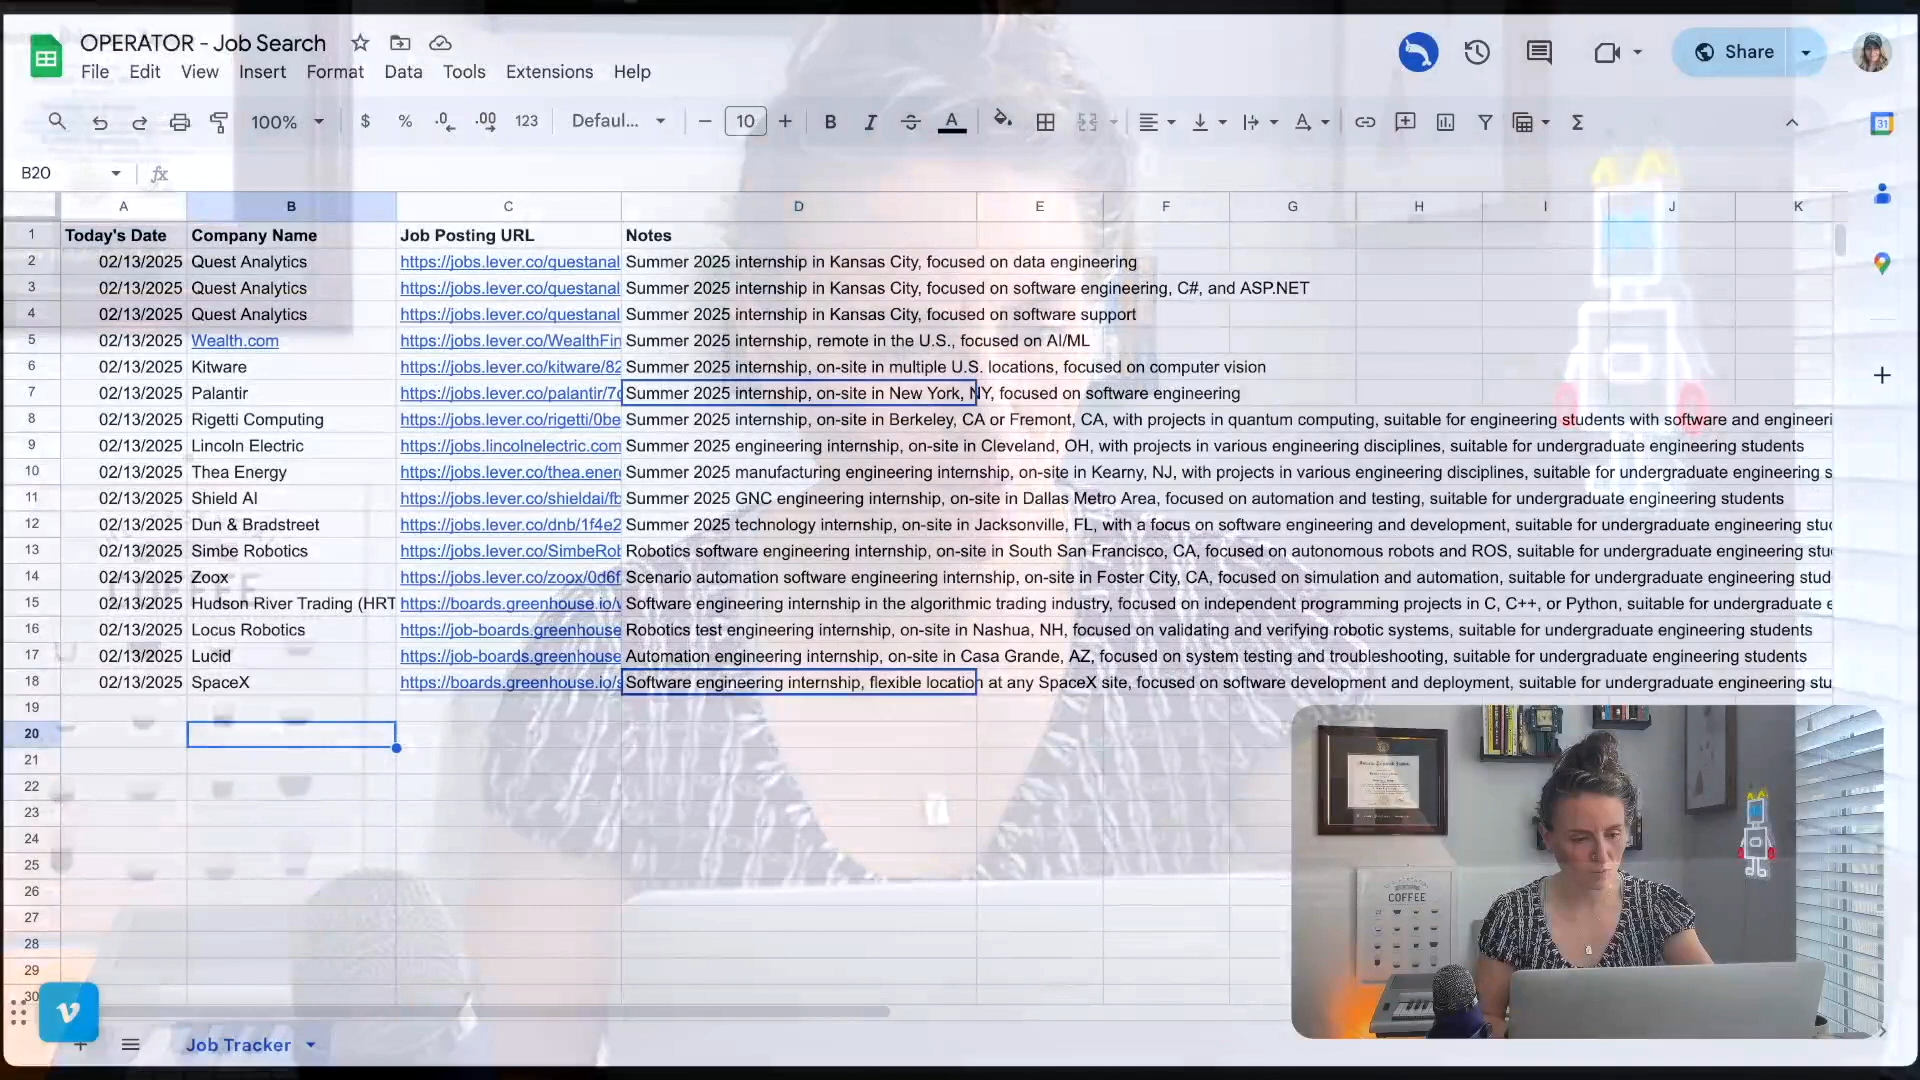 OPERATOR - Job Search
File Edit View Insert Format Data Tools Extensions Help
Share
100% $ % .0 .00 123 Defaul... 10 B I A
31
B20 fx
A B C D E F G H I J K
1 Today's Date Company Name Job Posting URL Notes
2 02/13/2025 Quest Analytics https://jobs.lever.co/questanal Summer 2025 internship in Kansas City, focused on data engineering
3 02/13/2025 Quest Analytics https://jobs.lever.co/questanal Summer 2025 internship in Kansas City, focused on software engineering, C#, and ASP.NET
4 02/13/2025 Quest Analytics https://jobs.lever.co/questanal Summer 2025 internship in Kansas City, focused on software support
5 02/13/2025 Wealth.com https://jobs.lever.co/WealthFin Summer 2025 internship, remote in the U.S., focused on AI/ML
6 02/13/2025 Kitware https://jobs.lever.co/kitware/82 Summer 2025 internship, on-site in multiple U.S. locations, focused on computer vision
7 02/13/2025 Palantir https://jobs.lever.co/palantir/7c Summer 2025 internship, on-site in New York, NY, focused on software engineering
8 02/13/2025 Rigetti Computing https://jobs.lever.co/rigetti/0be Summer 2025 internship, on-site in Berkeley, CA or Fremont, CA, with projects in quantum computing, suitable for engineering students with software and engineeri
9 02/13/2025 Lincoln Electric https://jobs.lincolnelectric.com Summer 2025 engineering internship, on-site in Cleveland, OH, with projects in various engineering disciplines, suitable for undergraduate engineering students
10 02/13/2025 Thea Energy https://jobs.lever.co/thea.ener Summer 2025 manufacturing engineering internship, on-site in Kearny, NJ, with projects in various engineering disciplines, suitable for undergraduate engineering s
11 02/13/2025 Shield AI https://jobs.lever.co/shieldai/fb Summer 2025 GNC engineering internship, on-site in Dallas Metro Area, focused on automation and testing, suitable for undergraduate engineering students
12 02/13/2025 Dun & Bradstreet https://jobs.lever.co/dnb/1f4e2 Summer 2025 technology internship, on-site in Jacksonville, FL, with a focus on software engineering and development, suitable for undergraduate engineering stud
13 02/13/2025 Simbe Robotics https://jobs.lever.co/SimbeRob Robotics software engineering internship, on-site in South San Francisco, CA, focused on autonomous robots and ROS, suitable for undergraduate engineering stu
14 02/13/2025 Zoox https://jobs.lever.co/zoox/0d6f Scenario automation software engineering internship, on-site in Foster City, CA, focused on simulation and automation, suitable for undergraduate engineering stud
15 02/13/2025 Hudson River Trading (HRT https://boards.greenhouse.io/w Software engineering internship in the algorithmic trading industry, focused on independent programming projects in C, C++, or Python, suitable for undergraduate e
16 02/13/2025 Locus Robotics https://job-boards.greenhouse Robotics test engineering internship, on-site in Nashua, NH, focused on validating and verifying robotic systems, suitable for undergraduate engineering students
17 02/13/2025 Lucid https://job-boards.greenhouse Automation engineering internship, on-site in Casa Grande, AZ, focused on system testing and troubleshooting, suitable for undergraduate engineering students
18 02/13/2025 SpaceX https://boards.greenhouse.io/s Software engineering internship, flexible location at any SpaceX site, focused on software development and deployment, suitable for undergraduate engineering stu
19
20
21
22
23
24
25
26
27
28
29
30
COFFEE
Job Tracker